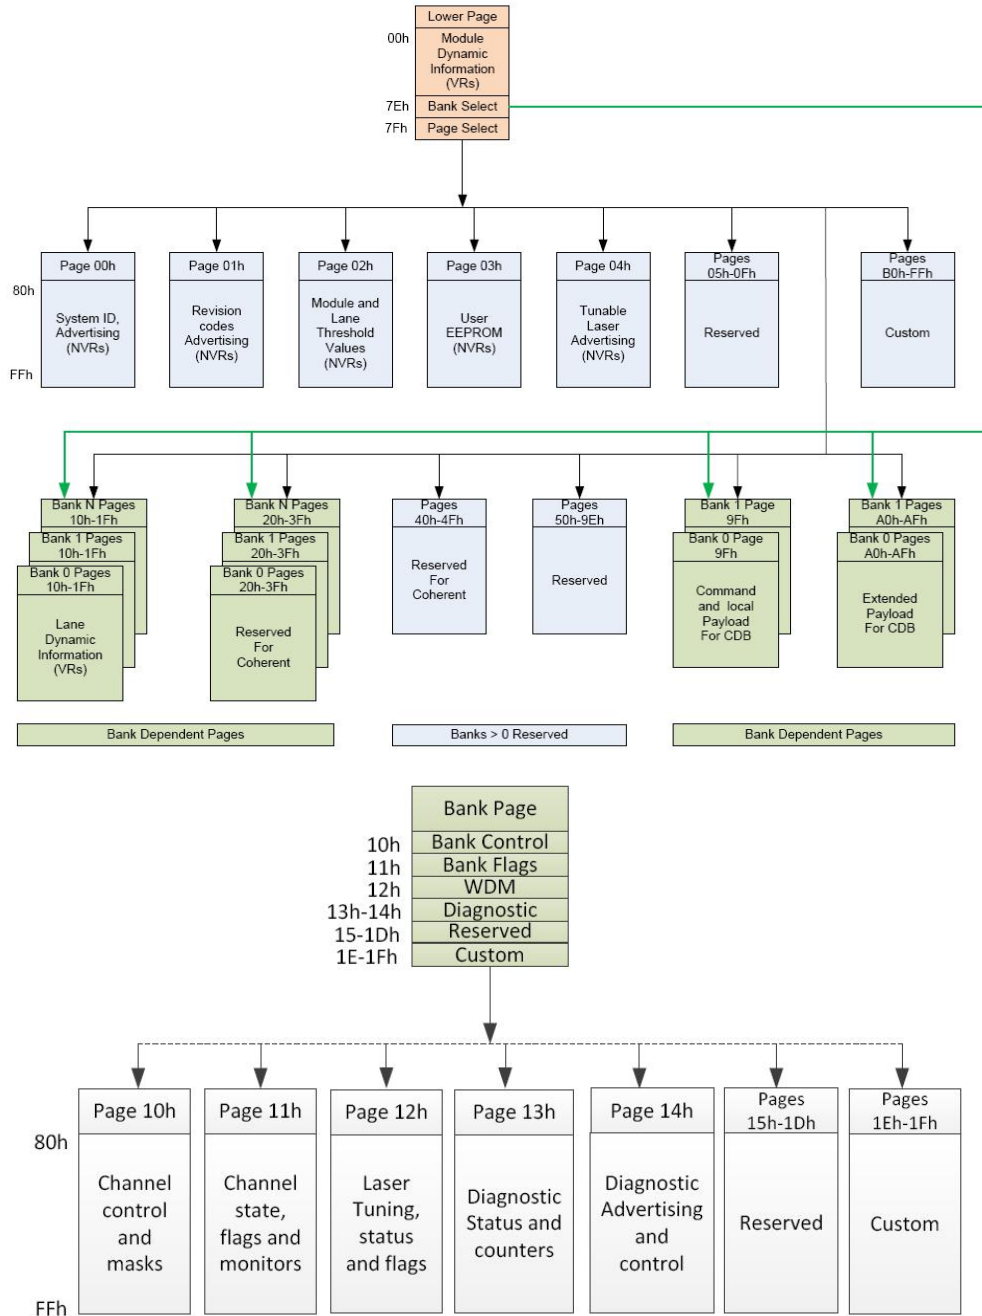 Lower Page
00h
Module
Dynamic
Information
(VRs)
7Eh
Bank Select
7Fh
Page Select
Page 00h
80h
System ID,
Advertising
(NVRs)
FFh
Page 01h
Revision
codes
Advertising
(NVRs)
Page 02h
Module and
Lane
Threshold
Values
(NVRs)
Page 03h
User
EEPROM
(NVRs)
Page 04h
Tunable
Laser
Advertising
(NVRs)
Pages
05h-0Fh
Reserved
Pages
B0h-FFh
Custom
Bank N Pages
10h-1Fh
Bank 1 Pages
10h-1Fh
Bank 0 Pages
10h-1Fh
Lane
Dynamic
Information
(VRs)
Bank N Pages
20h-3Fh
Bank 1 Pages
20h-3Fh
Bank 0 Pages
20h-3Fh
Reserved
For
Coherent
Pages
40h-4Fh
Reserved
For
Coherent
Pages
50h-9Eh
Reserved
Bank 1 Page
9Fh
Bank 0 Page
9Fh
Command
and local
Payload
For CDB
Bank 1 Pages
A0h-AFh
Bank 0 Pages
A0h-AFh
Extended
Payload
For CDB
Bank Dependent Pages
Banks > 0 Reserved
Bank Dependent Pages
Bank Page
10h
Bank Control
11h
Bank Flags
12h
WDM
13h-14h
Diagnostic
15-1Dh
Reserved
1E-1Fh
Custom
Page 10h
80h
Channel
control
and
masks
FFh
Page 11h
Channel
state,
flags and
monitors
Page 12h
Laser
Tuning,
status
and flags
Page 13h
Diagnostic
Status and
counters
Page 14h
Diagnostic
Advertising
and
control
Pages
15h-1Dh
Reserved
Pages
1Eh-1Fh
Custom